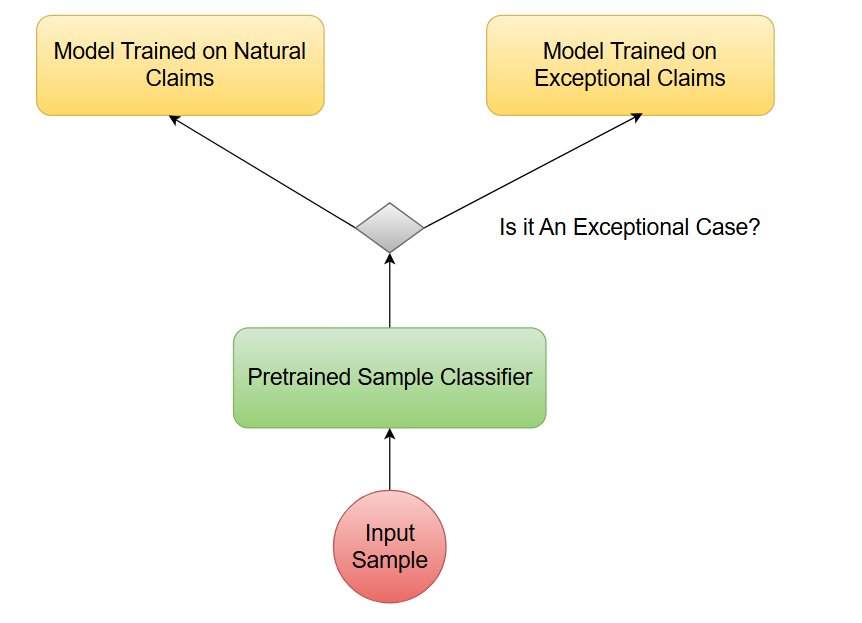 Model Trained on Natural
Claims
Model Trained on
Exceptional Claims
Is it An Exceptional Case?
Pretrained Sample Classifier
Input
Sample